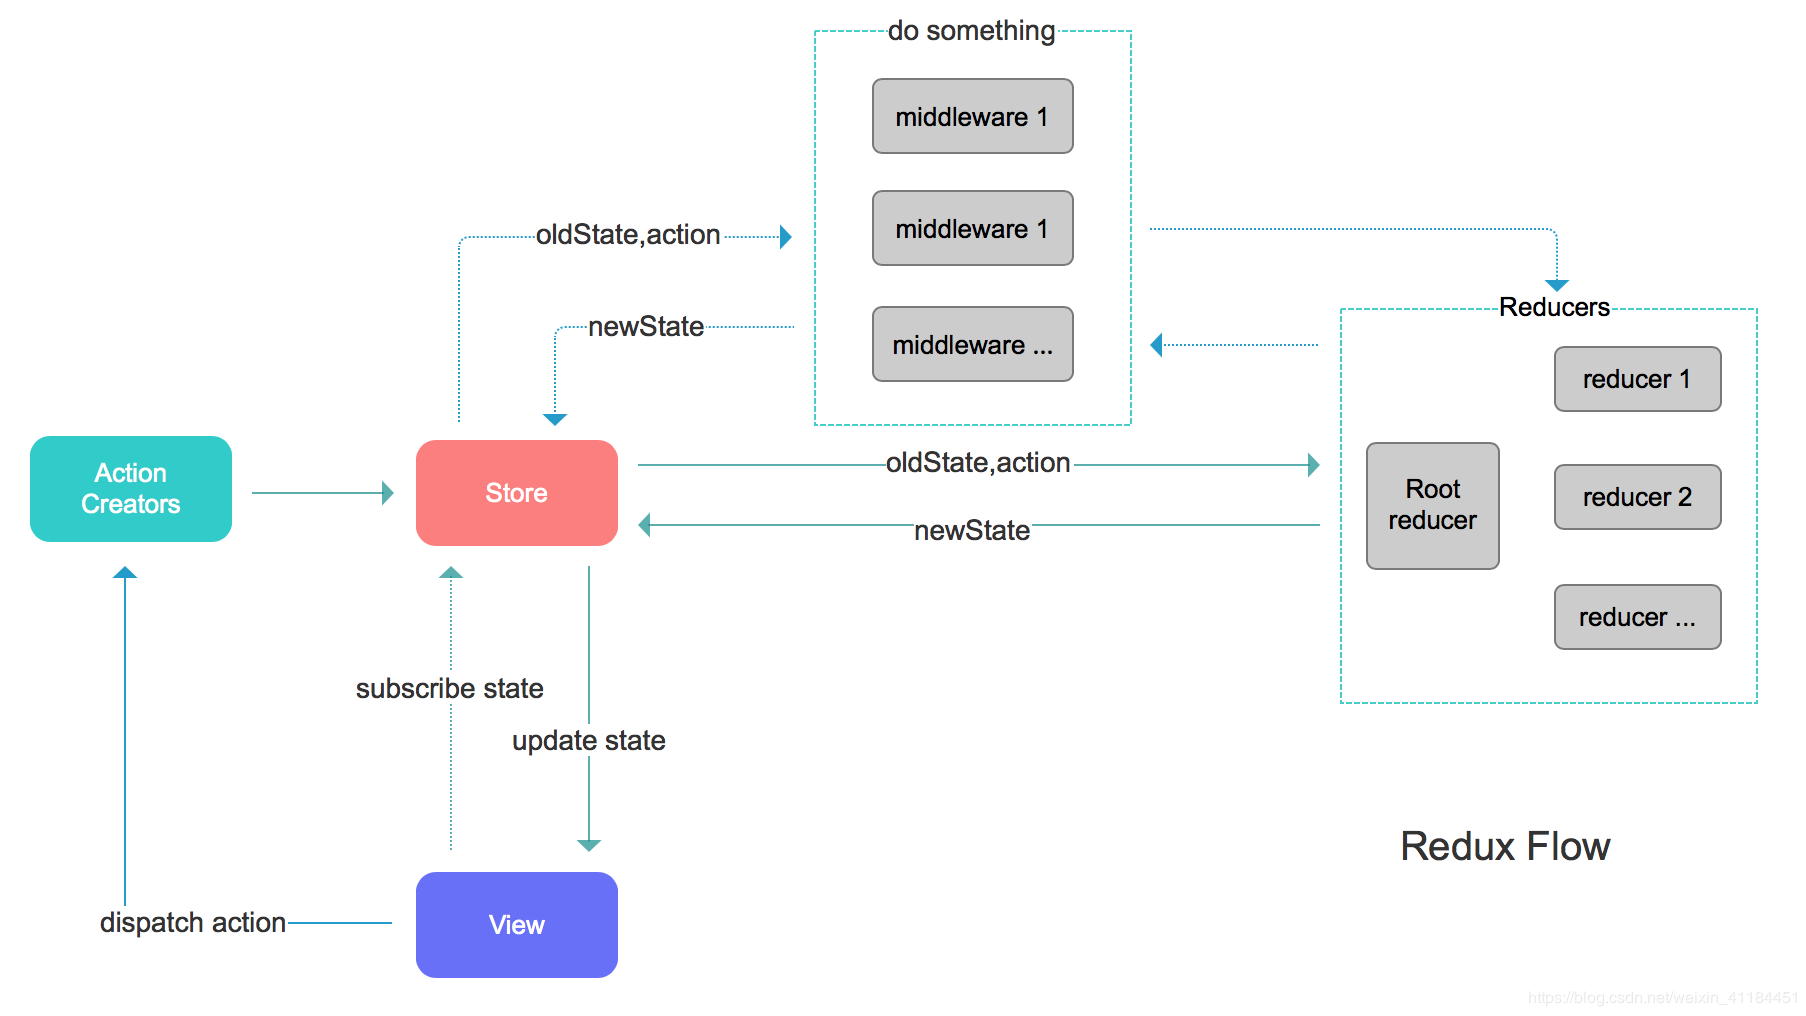 do something
middleware 1
middleware 1
oldState,action
newState
middleware ...
Reducers
reducer 1
Action
Creators
Store
oldState,action
newState
Root
reducer
reducer 2
reducer ...
subscribe state
update state
Redux Flow
dispatch action
View
https://blog.csdn.net/weixin_41184451